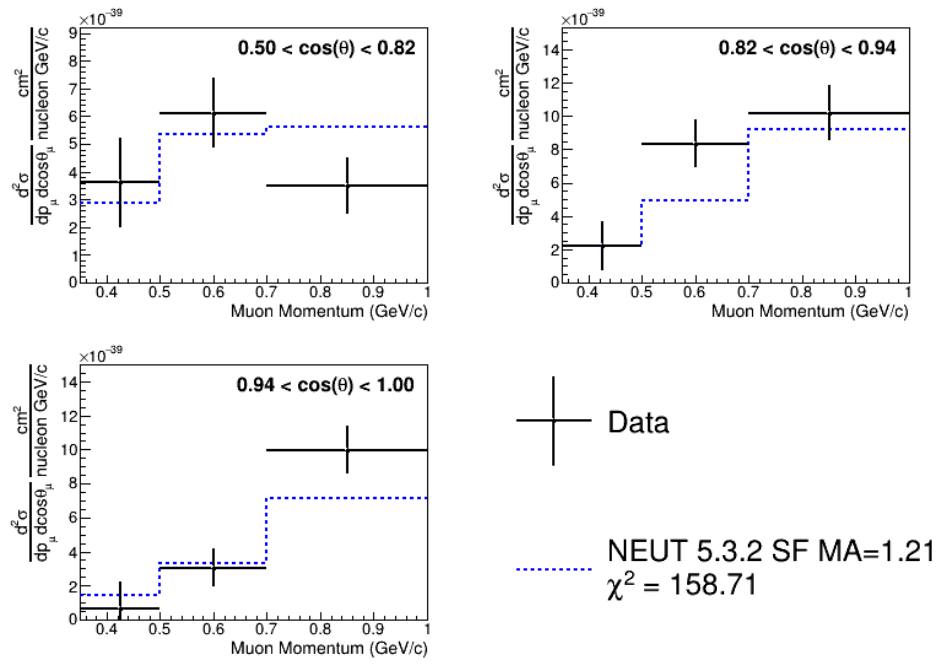 ×10⁻³⁹
0.50 < cos(θ) < 0.82
d²σ cm²
dpμ dcosθμ nucleon GeV/c
9
8
7
6
5
4
3
2
1
0
0.4 0.5 0.6 0.7 0.8 0.9 1
Muon Momentum (GeV/c)
×10⁻³⁹
0.82 < cos(θ) < 0.94
d²σ cm²
dpμ dcosθμ nucleon GeV/c
14
12
10
8
6
4
2
0
0.4 0.5 0.6 0.7 0.8 0.9 1
Muon Momentum (GeV/c)
×10⁻³⁹
0.94 < cos(θ) < 1.00
d²σ cm²
dpμ dcosθμ nucleon GeV/c
14
12
10
8
6
4
2
0
0.4 0.5 0.6 0.7 0.8 0.9 1
Muon Momentum (GeV/c)
Data
NEUT 5.3.2 SF MA=1.21
χ² = 158.71